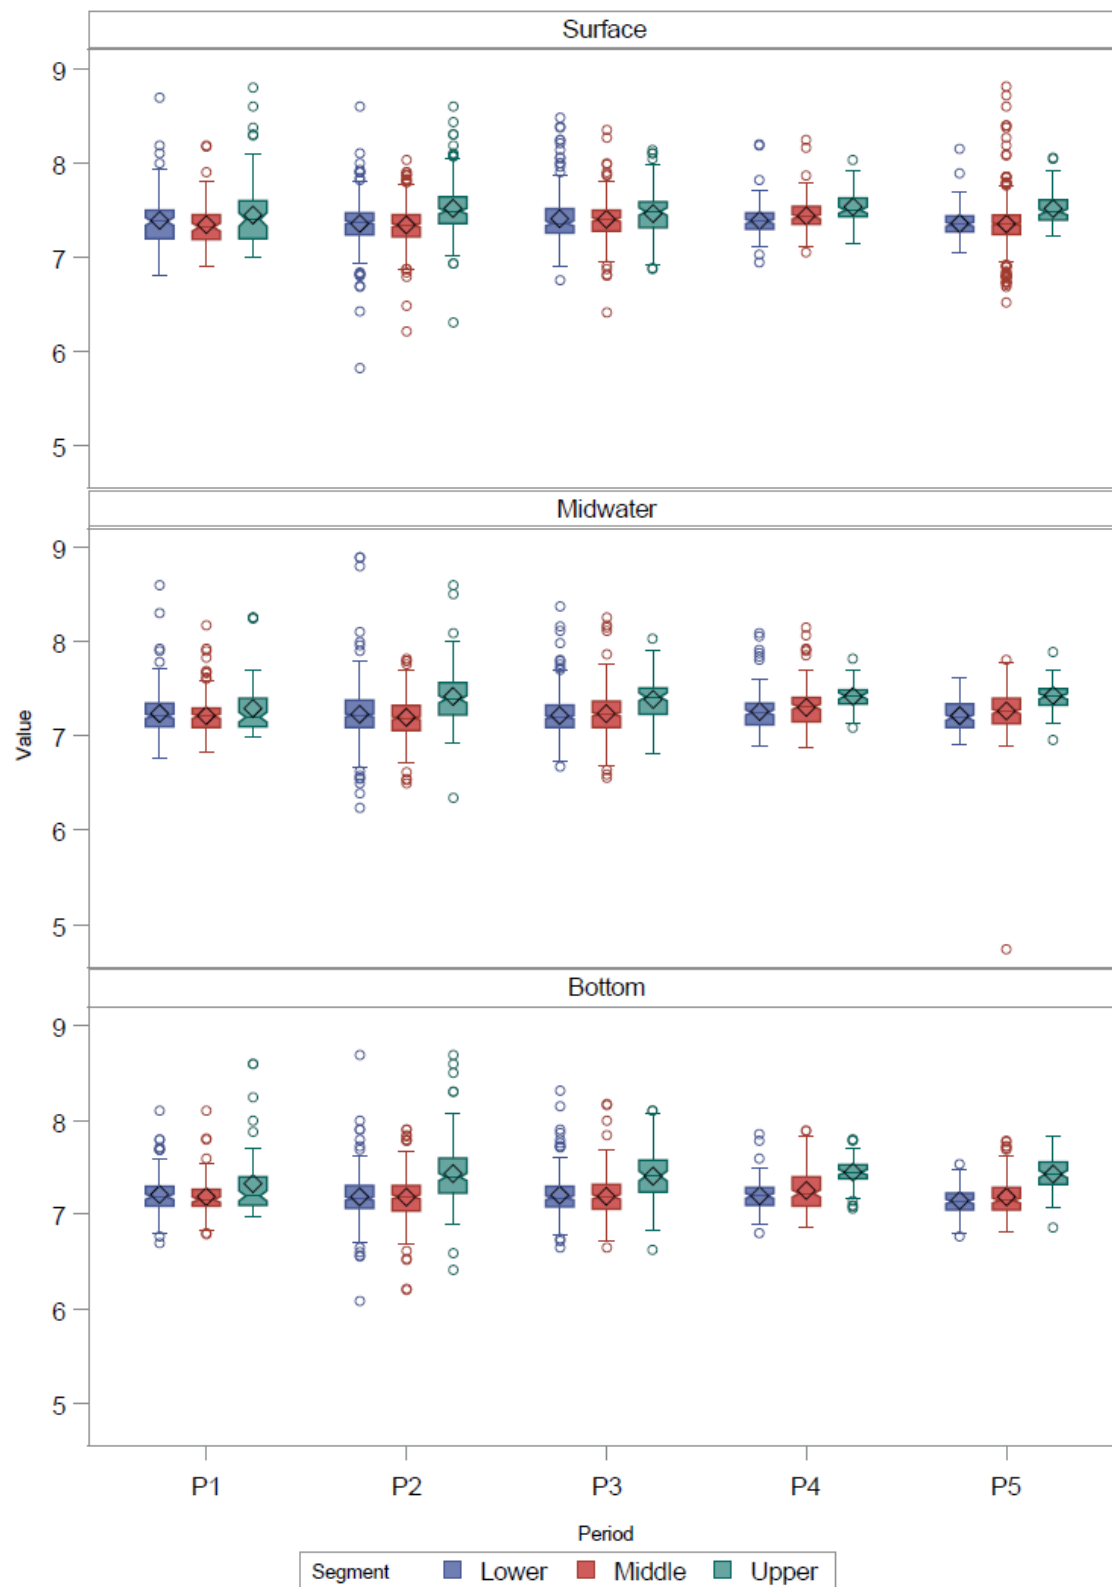 Surface
9
8
7
6
5
Midwater
9
8
7
6
5
Value
Bottom
9
8
7
6
5
P1 P2 P3 P4 P5
Period
Segment Lower Middle Upper